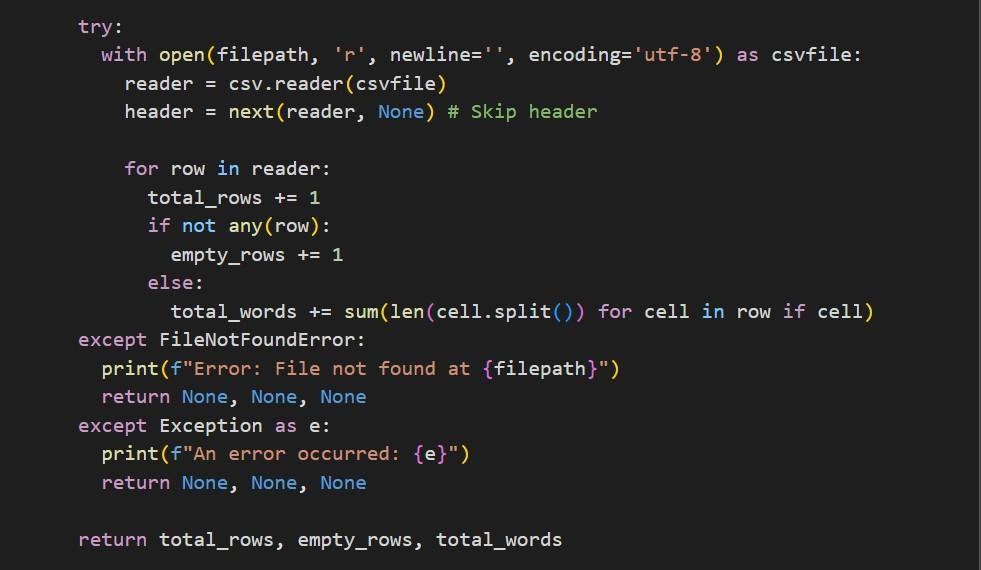 try:
with open(filepath, 'r', newline='', encoding='utf-8') as csvfile:
reader = csv.reader(csvfile)
header = next(reader, None) # Skip header
for row in reader:
total_rows += 1
if not any(row):
empty_rows += 1
else:
total_words += sum(len(cell.split()) for cell in row if cell)
except FileNotFoundError:
print(f"Error: File not found at {filepath}")
return None, None, None
except Exception as e:
print(f"An error occurred: {e}")
return None, None, None
return total_rows, empty_rows, total_words